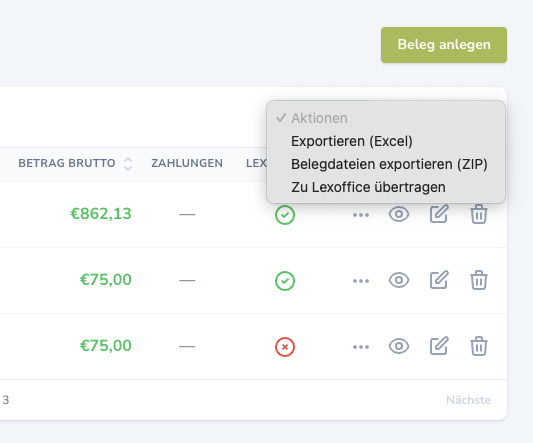 Beleg anlegen
Aktionen
Exportieren (Excel)
Belegdateien exportieren (ZIP)
Zu Lexoffice übertragen
BETRAG BRUTTO ZAHLUNGEN LEX
€862,13 —
€75,00 —
€75,00 —
3 Nächste